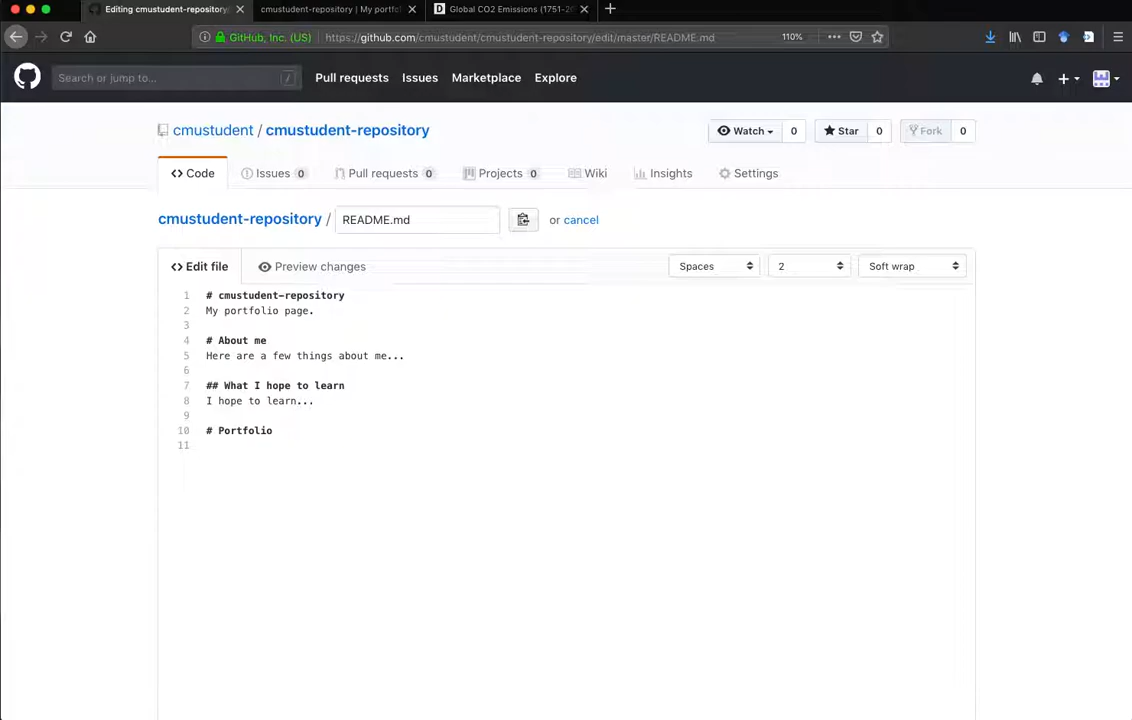 Editing cmustudent-repository/ cmustudent-repository | My portfo Global CO2 Emissions (1751-2
GitHub, Inc. (US) https://github.com/cmustudent/cmustudent-repository/edit/master/README.md 110%
Search or jump to... / Pull requests Issues Marketplace Explore
cmustudent / cmustudent-repository Watch 0 Star 0 Fork 0
Code Issues 0 Pull requests 0 Projects 0 Wiki Insights Settings
cmustudent-repository / README.md or cancel
Edit file Preview changes Spaces 2 Soft wrap
1 # cmustudent-repository
2 My portfolio page.
3
4 # About me
5 Here are a few things about me...
6
7 ## What I hope to learn
8 I hope to learn...
9
10 # Portfolio
11